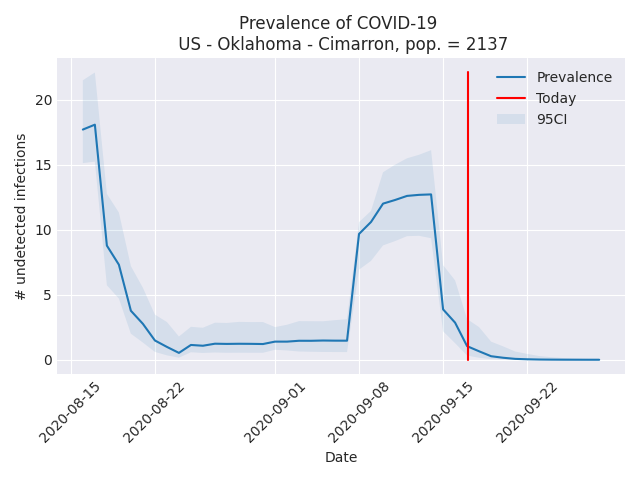 Prevalence of COVID-19
US - Oklahoma - Cimarron, pop. = 2137
Prevalence
Today
95CI
# undetected infections
20
15
10
5
0
2020-08-15
2020-08-22
2020-09-01
2020-09-08
2020-09-15
2020-09-22
Date